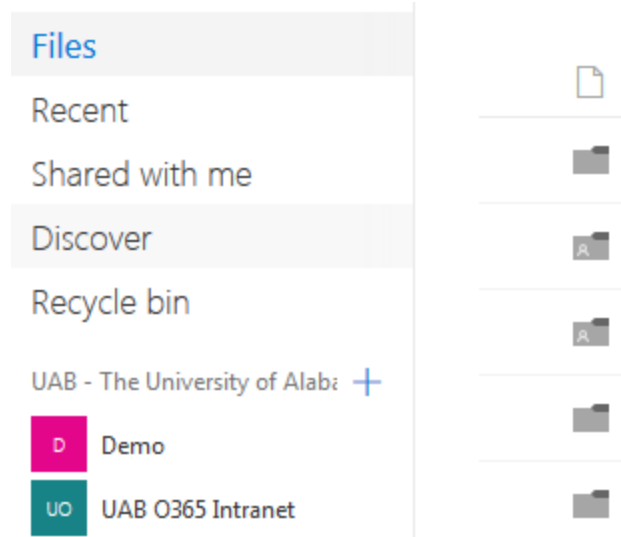 Files
Recent
Shared with me
Discover
Recycle bin
UAB - The University of Alaba
D Demo
UO UAB O365 Intranet